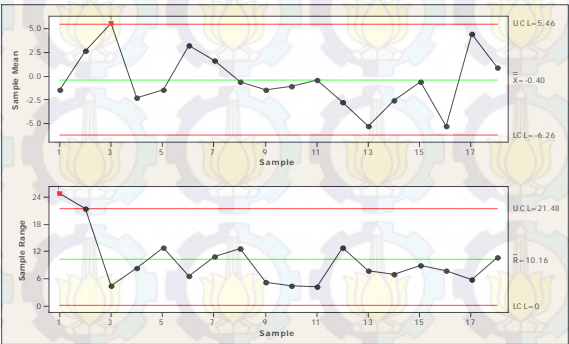 Sample Mean
5.0
2.5
0.0
-2.5
-5.0
UCL=5.46
X=-0.40
LCL=-6.26
1 3 5 7 9 11 13 15 17
Sample
Sample Range
24
18
12
6
0
UCL=21.48
R=10.16
LCL=0
1 3 5 7 9 11 13 15 17
Sample